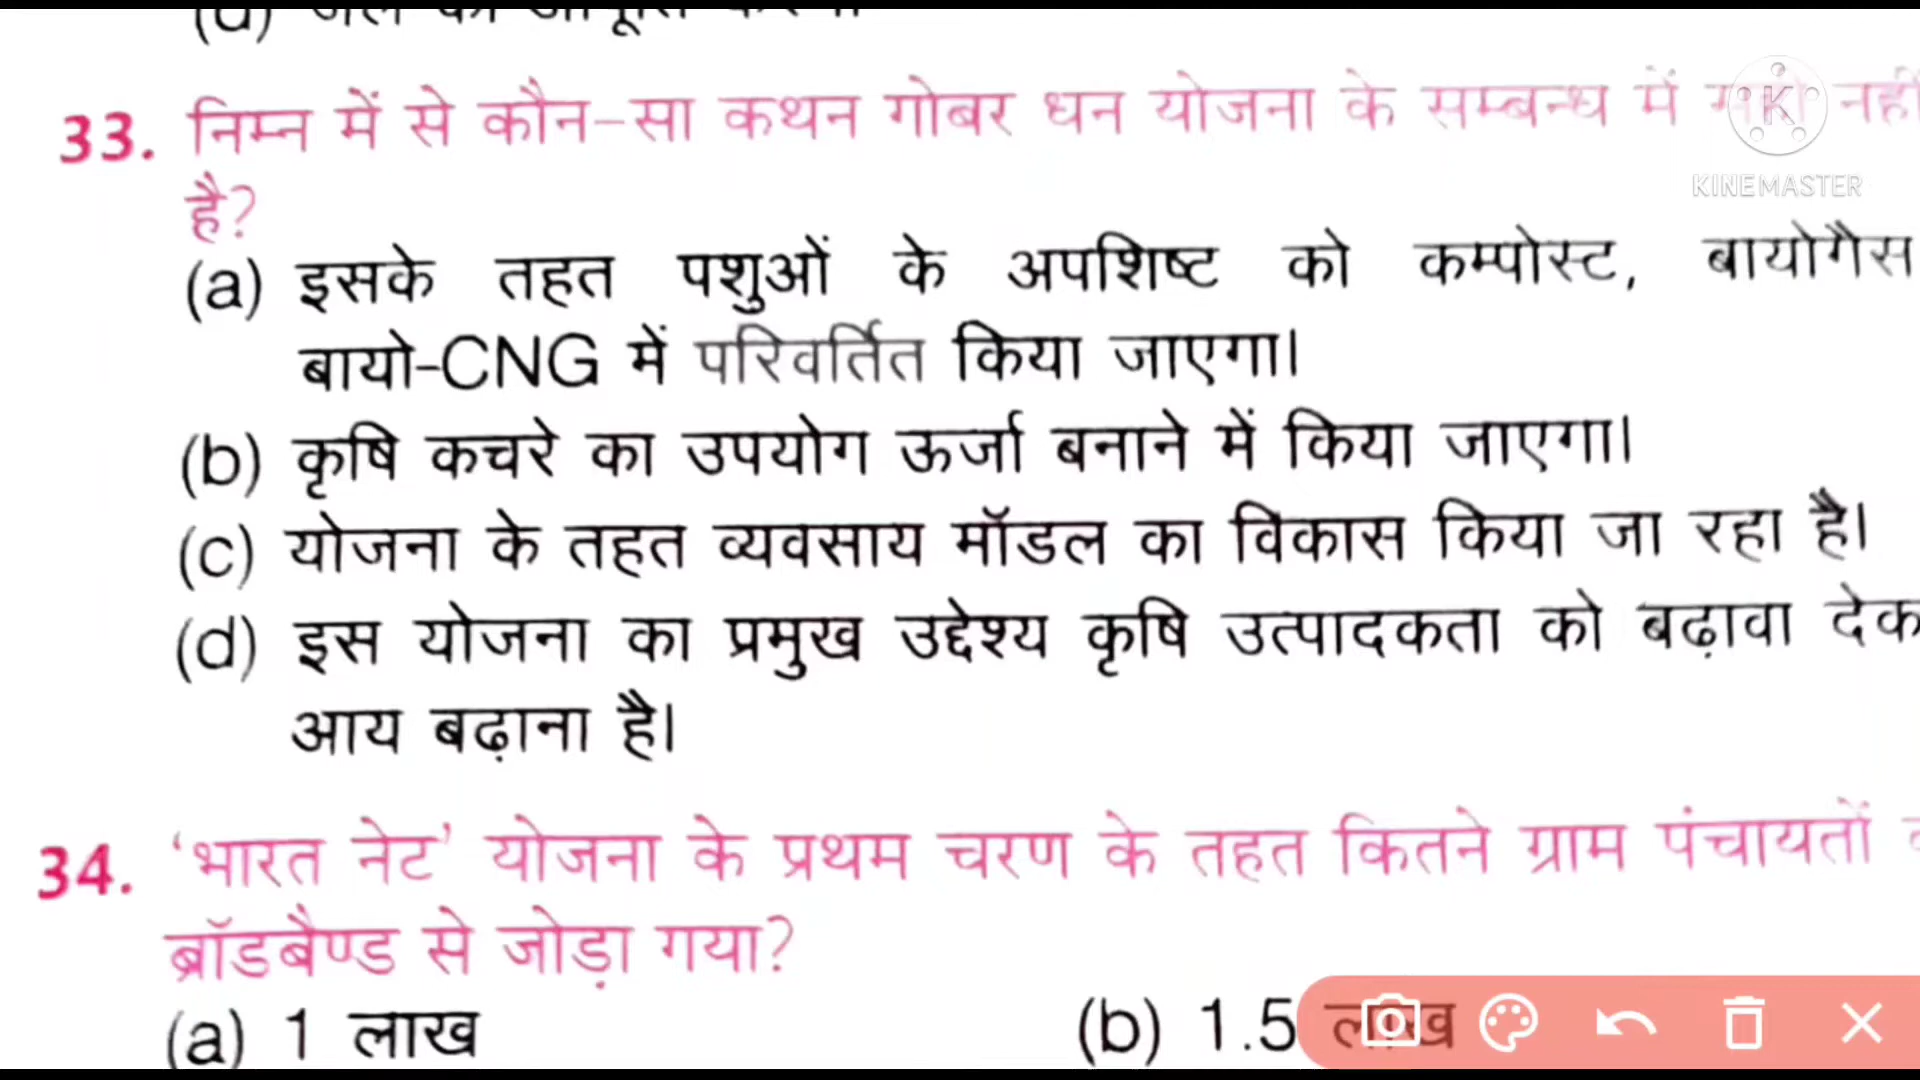 33. निम्न में से कौन-सा कथन गोबर धन योजना के सम्बन्ध में नहीं
KINEMASTER
है?
(a) इसके तहत पशुओं के अपशिष्ट को कम्पोस्ट, बायोगैस
बायो-CNG में परिवर्तित किया जाएगा।
(b) कृषि कचरे का उपयोग ऊर्जा बनाने में किया जाएगा।
(c) योजना के तहत व्यवसाय मॉडल का विकास किया जा रहा है।
(d) इस योजना का प्रमुख उद्देश्य कृषि उत्पादकता को बढ़ावा देक
आय बढ़ाना है।
34. ‘भारत नेट’ योजना के प्रथम चरण के तहत कितने ग्राम पंचायतों
ब्रॉडबैण्ड से जोड़ा गया?
(a) 1 लाख (b) 1.5 लाख